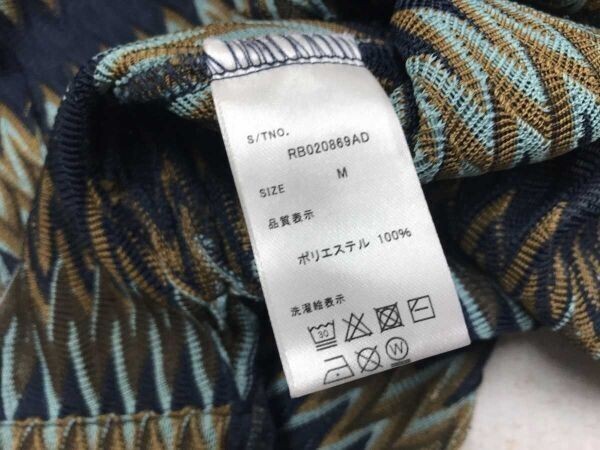 S/TNO.
RB020869AD
SIZE M
品質表示
ポリエステル 100%
洗濯絵表示
30
W